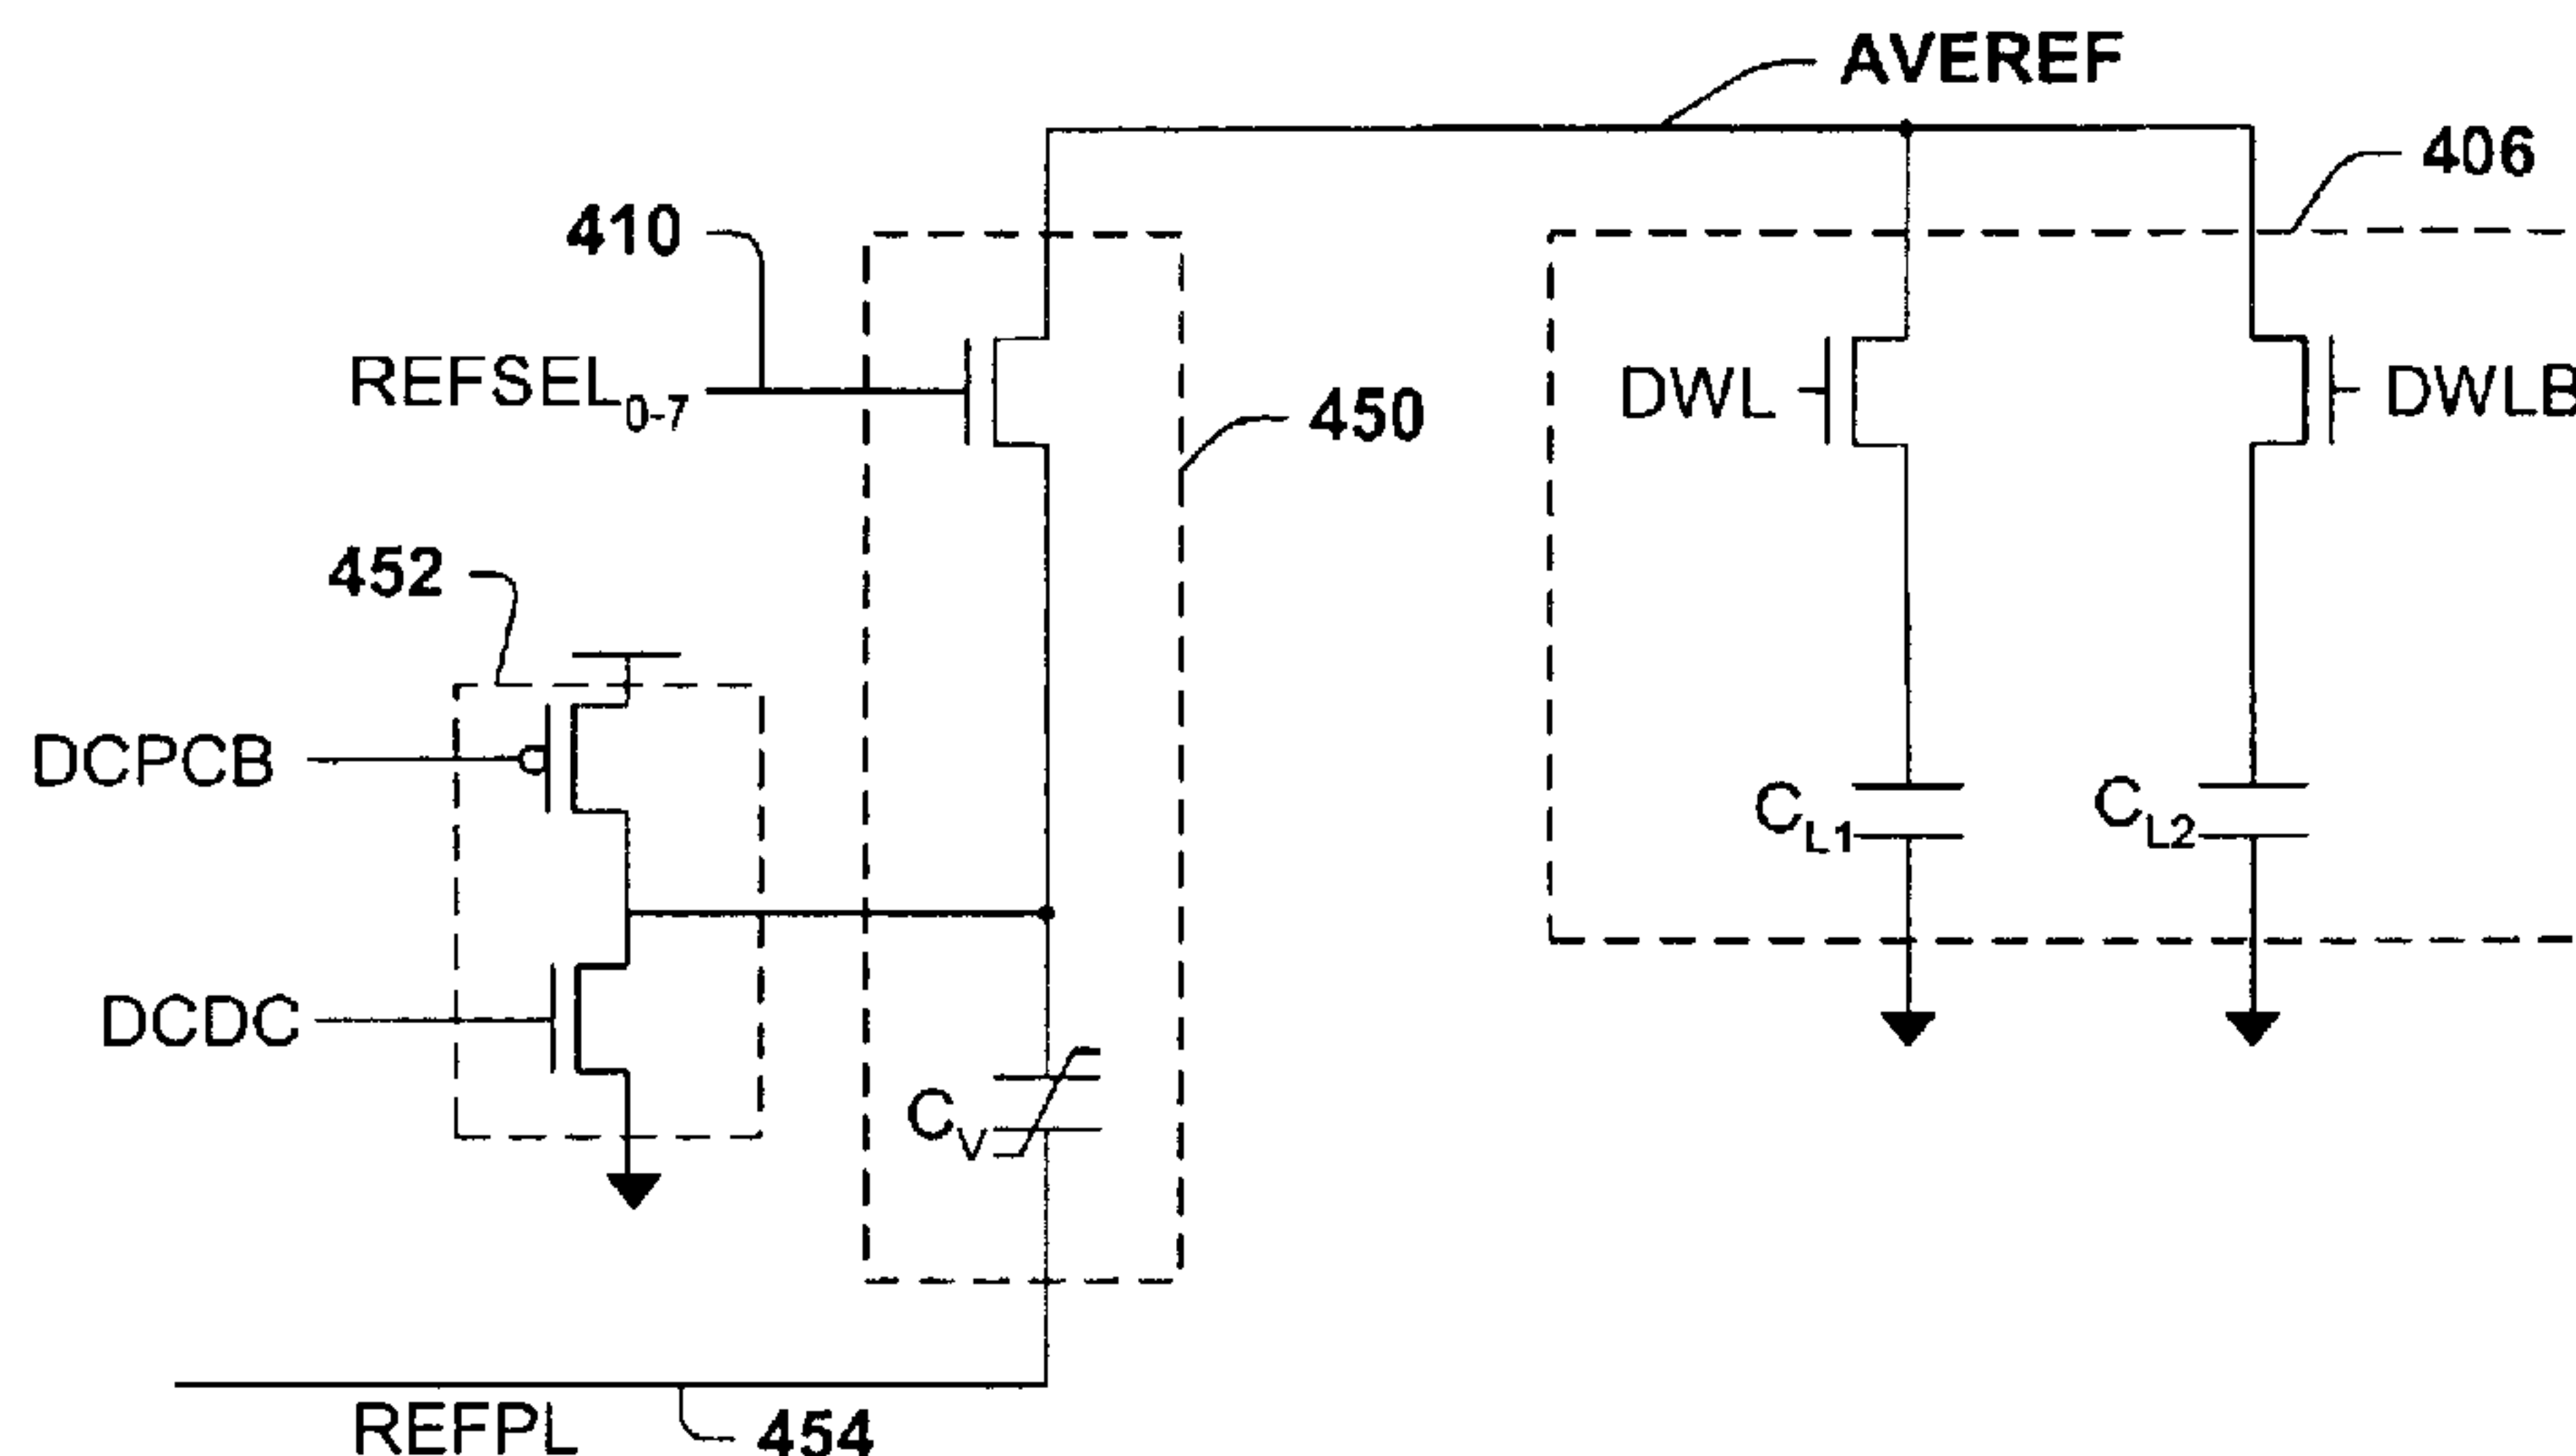 AVEREF
406
410
REFSEL0-7
DWL
DWLB
450
452
DCPCB
CL1
CL2
DCDC
CV
REFPL
454